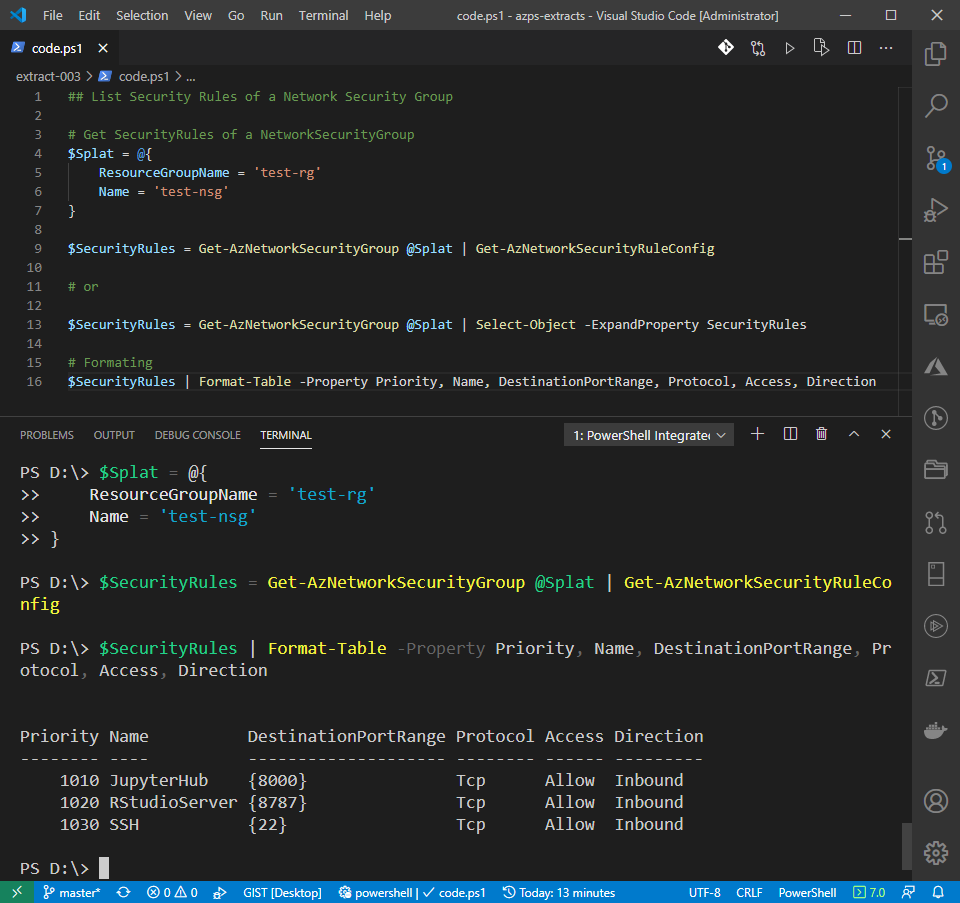 File Edit Selection View Go Run Terminal Help code.ps1 - azps-extracts - Visual Studio Code [Administrator]
code.ps1
extract-003 > code.ps1 > ...
1 ## List Security Rules of a Network Security Group
2
3 # Get SecurityRules of a NetworkSecurityGroup
4 $Splat = @{
5     ResourceGroupName = 'test-rg'
6     Name = 'test-nsg'
7 }
8
9 $SecurityRules = Get-AzNetworkSecurityGroup @Splat | Get-AzNetworkSecurityRuleConfig
10
11 # or
12
13 $SecurityRules = Get-AzNetworkSecurityGroup @Splat | Select-Object -ExpandProperty SecurityRules
14
15 # Formating
16 $SecurityRules | Format-Table -Property Priority, Name, DestinationPortRange, Protocol, Access, Direction
1
PROBLEMS OUTPUT DEBUG CONSOLE TERMINAL 1: PowerShell Integrate
PS D:\> $Splat = @{
>>     ResourceGroupName = 'test-rg'
>>     Name = 'test-nsg'
>> }
PS D:\> $SecurityRules = Get-AzNetworkSecurityGroup @Splat | Get-AzNetworkSecurityRuleCo
nfig
PS D:\> $SecurityRules | Format-Table -Property Priority, Name, DestinationPortRange, Pr
otocol, Access, Direction
Priority Name          DestinationPortRange Protocol Access Direction
-------- ----          -------------------- -------- ------ ---------
    1010 JupyterHub    {8000}               Tcp      Allow  Inbound
    1020 RStudioServer {8787}               Tcp      Allow  Inbound
    1030 SSH           {22}                 Tcp      Allow  Inbound
PS D:\>
master* 0 0 GIST [Desktop] powershell | ✓ code.ps1 Today: 13 minutes UTF-8 CRLF PowerShell 7.0